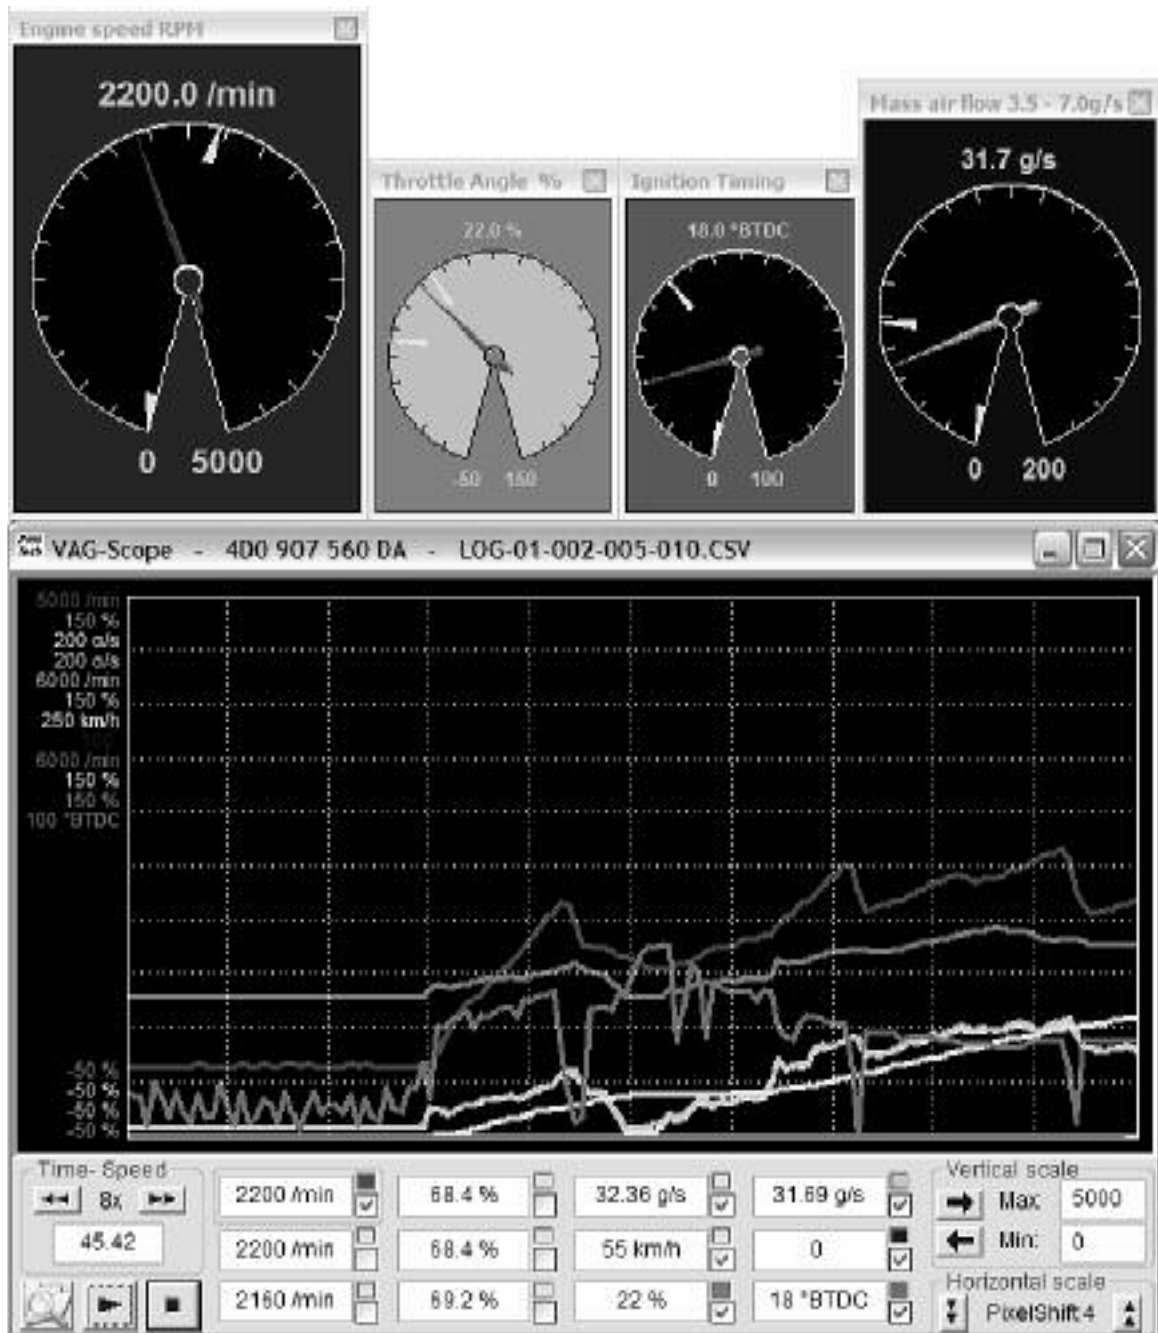 Engine speed RPM
2200.0 /min
0 5000
Throttle Angle %
22.0 %
-50 150
Ignition Timing
18.0 °BTDC
0 100
Mass air flow 3.5 - 7.0g/s
31.7 g/s
0 200
VAG-Scope - 4D0 907 560 DA - LOG-01-002-005-010.CSV
5000 /min
150 %
200 g/s
200 g/s
6000 /min
150 %
250 km/h
6000 /min
150 %
150 %
100 °BTDC
-50 %
-50 %
-50 %
-50 %
Time- Speed
8x
45.42
2200 /min 68.4 % 32.36 g/s 31.69 g/s
2200 /min 68.4 % 55 km/h 0
2160 /min 69.2 % 22 % 18 °BTDC
Vertical scale
Max: 5000
Min: 0
Horizontal scale
PixelShift 4